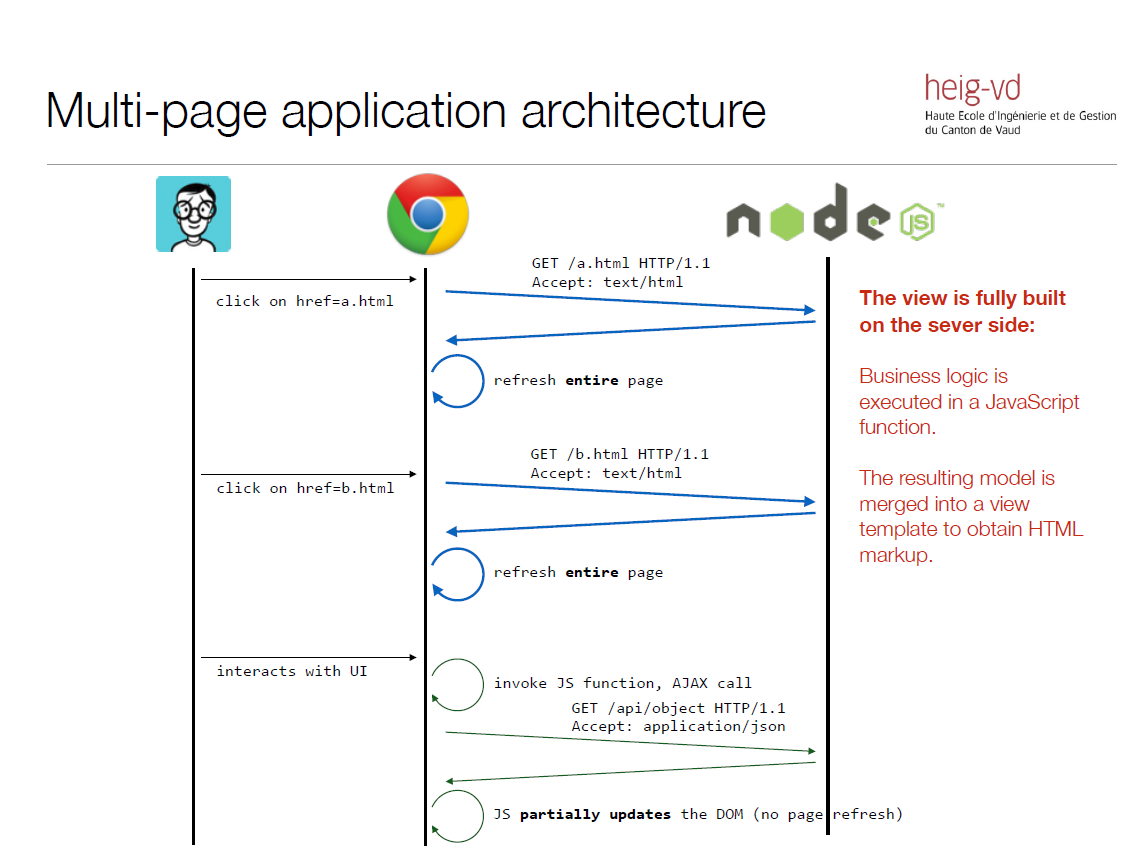 Multi-page application architecture
heig-vd
Haute Ecole d'Ingénierie et de Gestion
du Canton de Vaud
node
JS
™
GET /a.html HTTP/1.1
Accept: text/html
click on href=a.html
The view is fully built
on the sever side:
refresh entire page
Business logic is
executed in a JavaScript
function.
GET /b.html HTTP/1.1
Accept: text/html
click on href=b.html
The resulting model is
merged into a view
template to obtain HTML
markup.
refresh entire page
interacts with UI
invoke JS function, AJAX call
GET /api/object HTTP/1.1
Accept: application/json
JS partially updates the DOM (no page refresh)